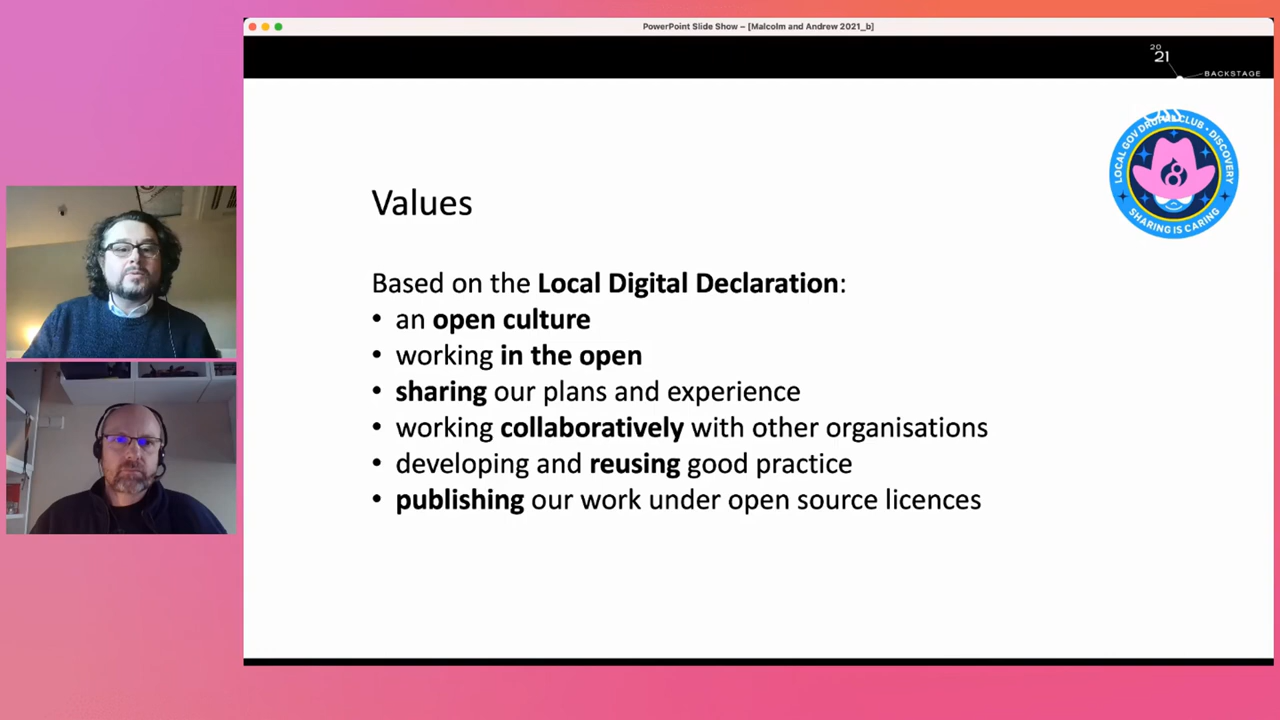 PowerPoint Slide Show – [Malcolm and Andrew 2021_b]
20
21
BACKSTAGE
LOCAL GOV DRUPAL CLUB • DISCOVERY
SHARING IS CARING
Values
Based on the Local Digital Declaration:
• an open culture
• working in the open
• sharing our plans and experience
• working collaboratively with other organisations
• developing and reusing good practice
• publishing our work under open source licences